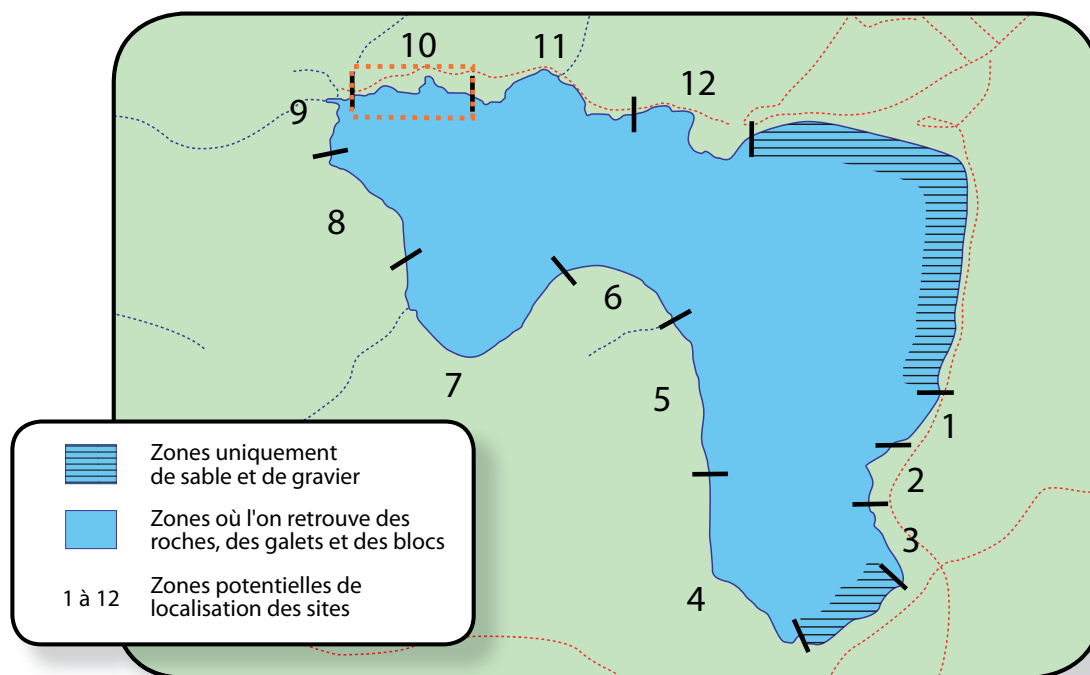 10
11
12
9
8
6
7
5
1
2
3
4
Zones uniquement
de sable et de gravier
Zones où l'on retrouve des
roches, des galets et des blocs
1 à 12
Zones potentielles de
localisation des sites